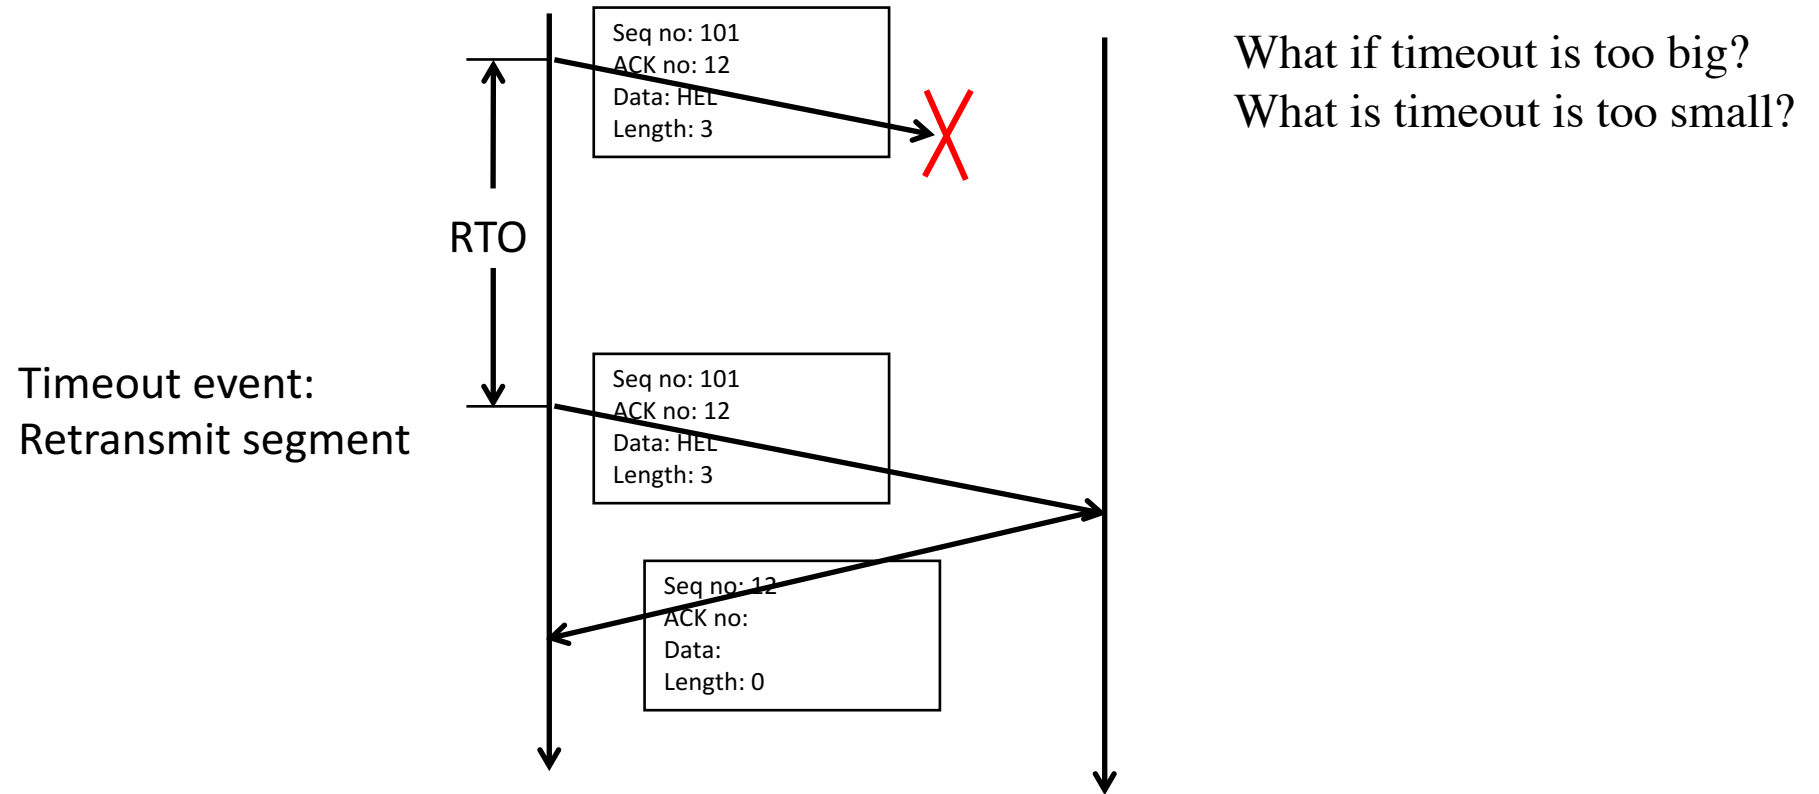 Seq no: 101
ACK no: 12
Data: HEL
Length: 3
What if timeout is too big?
What is timeout is too small?
RTO
Timeout event:
Retransmit segment
Seq no: 101
ACK no: 12
Data: HEL
Length: 3
Seq no: 12
ACK no:
Data:
Length: 0